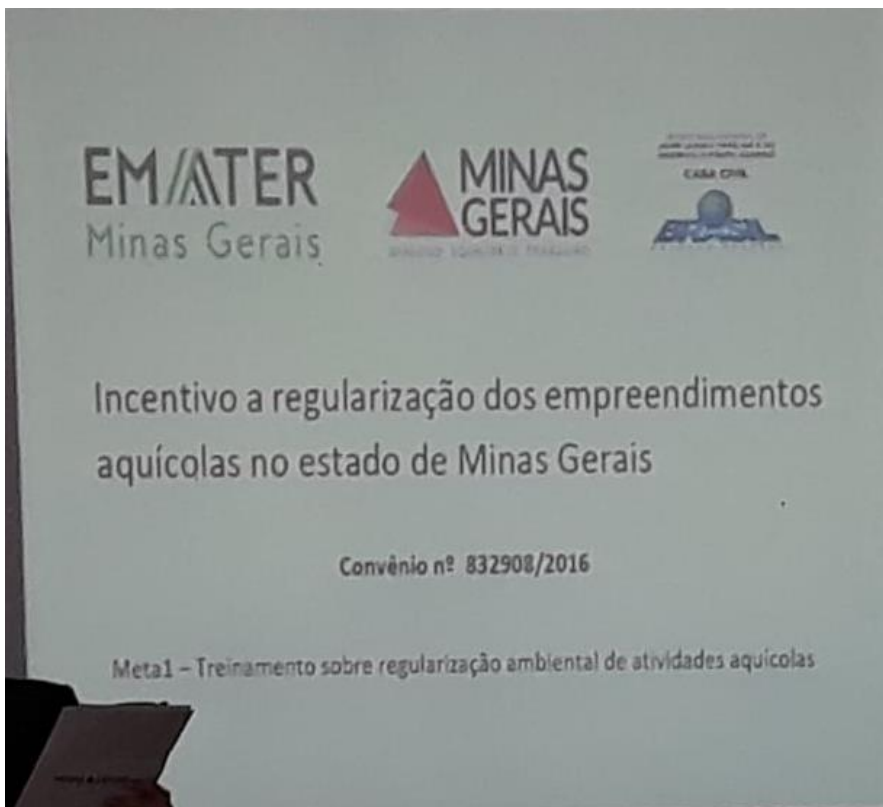 EMATER
Minas Gerais
MINAS
GERAIS
CASA CIVIL
Incentivo a regularização dos empreendimentos
aquícolas no estado de Minas Gerais
Convênio nº 832908/2016
Meta1 – Treinamento sobre regularização ambiental de atividades aquícolas